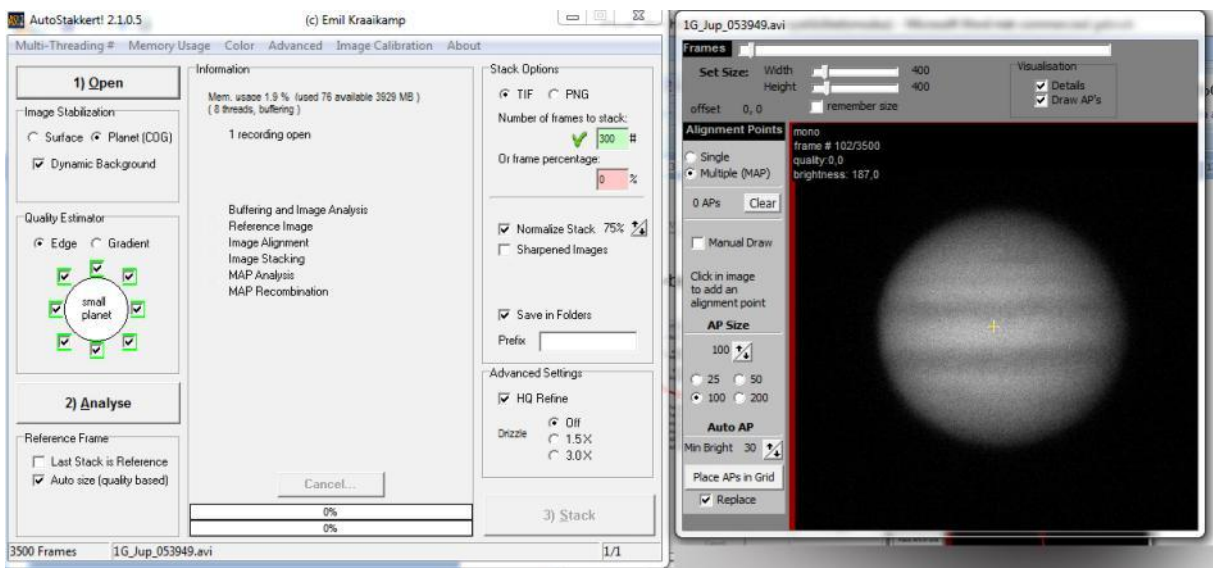 AutoStakkert! 2.1.0.5 (c) Emil Kraaikamp
Multi-Threading # Memory Usage Color Advanced Image Calibration About
1) Open
Image Stabilization
Surface Planet (COG)
Dynamic Background
Quality Estimator
Edge Gradient
small
planet
2) Analyse
Reference Frame
Last Stack is Reference
Auto size (quality based)
Information
Mem. usage 1.9 % (used 76 available 3929 MB )
( 8 threads, buffering )
1 recording open
Buffering and Image Analysis
Reference Image
Image Alignment
Image Stacking
MAP Analysis
MAP Recombination
Cancel...
0%
0%
Stack Options
TIF PNG
Number of frames to stack:
300 #
Or frame percentage:
0 %
Normalize Stack 75%
Sharpened Images
Save in Folders
Prefix
Advanced Settings
HQ Refine
Drizzle
Off
1.5X
3.0X
3) Stack
3500 Frames 1G_Jup_053949.avi 1/1
1G_Jup_053949.avi
Frames
Set Size: Width 400
Height 400
offset 0, 0 remember size
Visualisation
Details
Draw AP's
Alignment Points
Single
Multiple (MAP)
0 APs Clear
Manual Draw
Click in image
to add an
alignment point
AP Size
100
25 50
100 200
Auto AP
Min Bright 30
Place APs in Grid
Replace
mono
frame # 102/3500
quality:0,0
brightness: 187,0